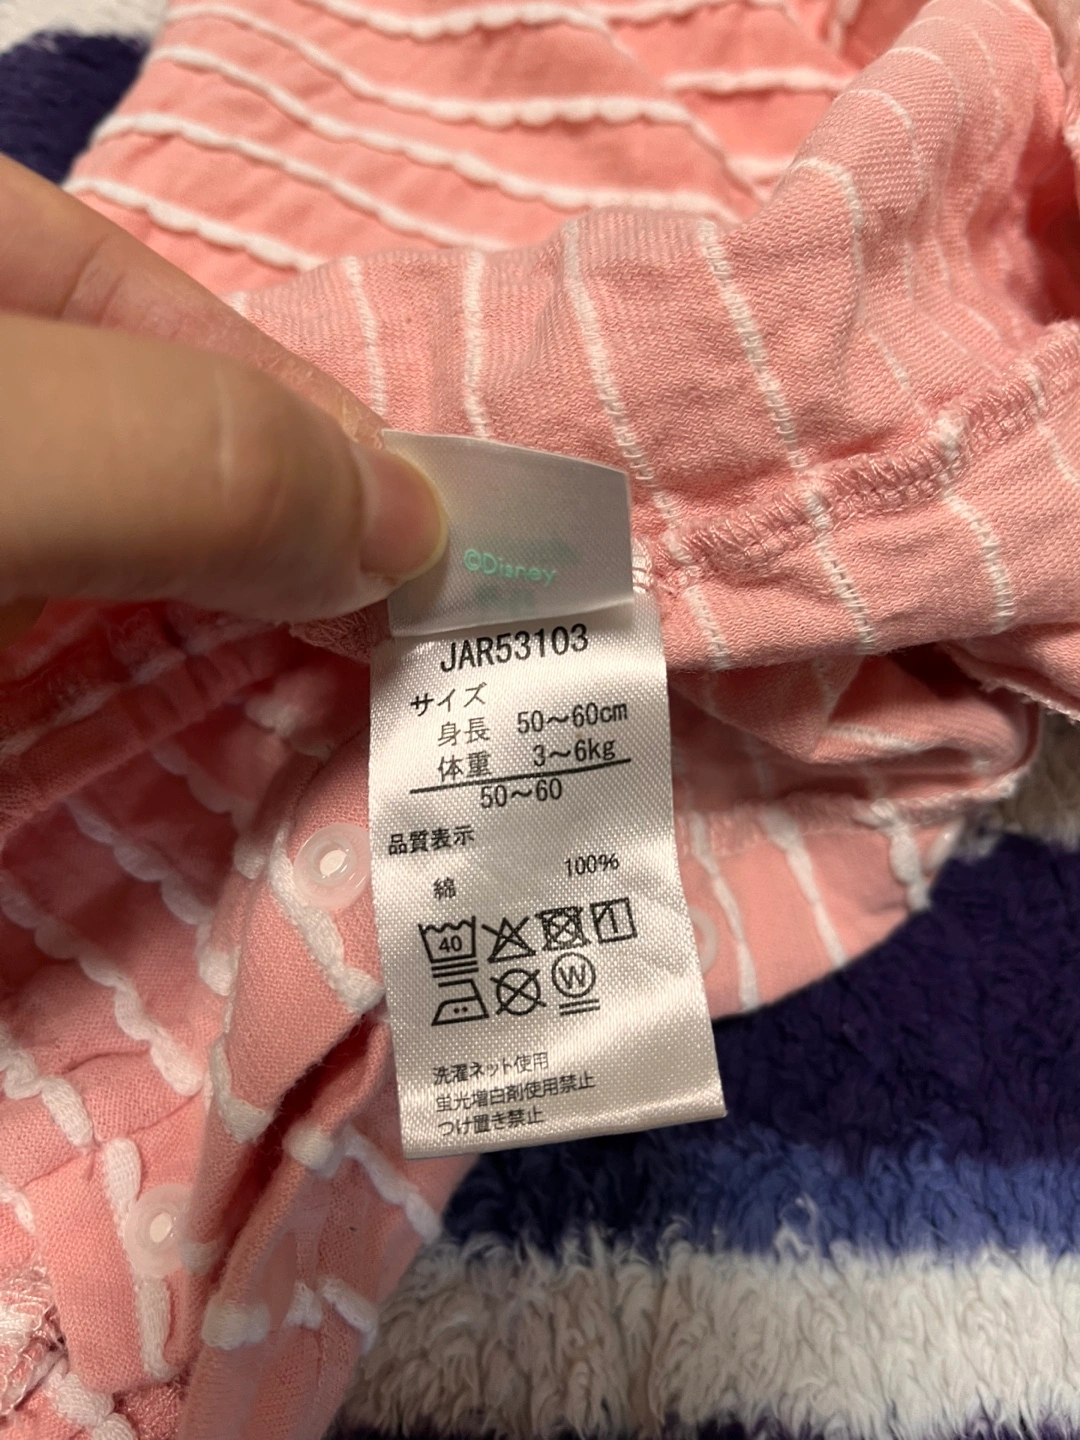 ©Disney
JAR53103
サイズ
身長 50～60cm
体重 3～6kg
50～60
品質表示
綿 100%
40
W
洗濯ネット使用
蛍光増白剤使用禁止
つけ置き禁止